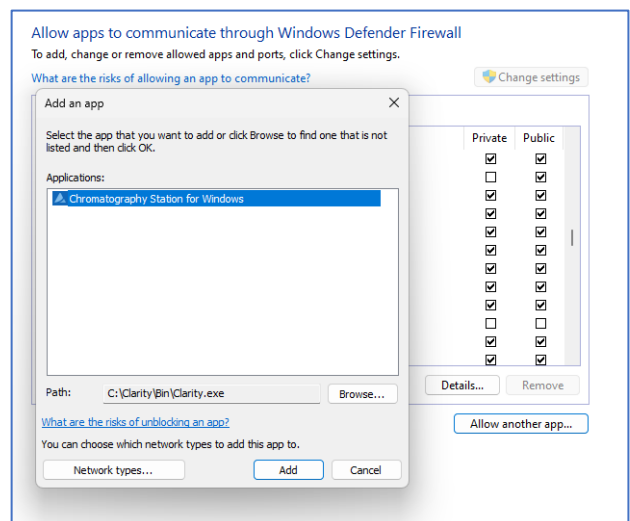 Allow apps to communicate through Windows Defender Firewall
To add, change or remove allowed apps and ports, click Change settings.
What are the risks of allowing an app to communicate?
Change settings
Add an app
Select the app that you want to add or click Browse to find one that is not
listed and then click OK.
Applications:
Chromatography Station for Windows
Private Public
Path: C:\Clarity\Bin\Clarity.exe Browse...
Details... Remove
What are the risks of unblocking an app?
Allow another app...
You can choose which network types to add this app to.
Network types... Add Cancel